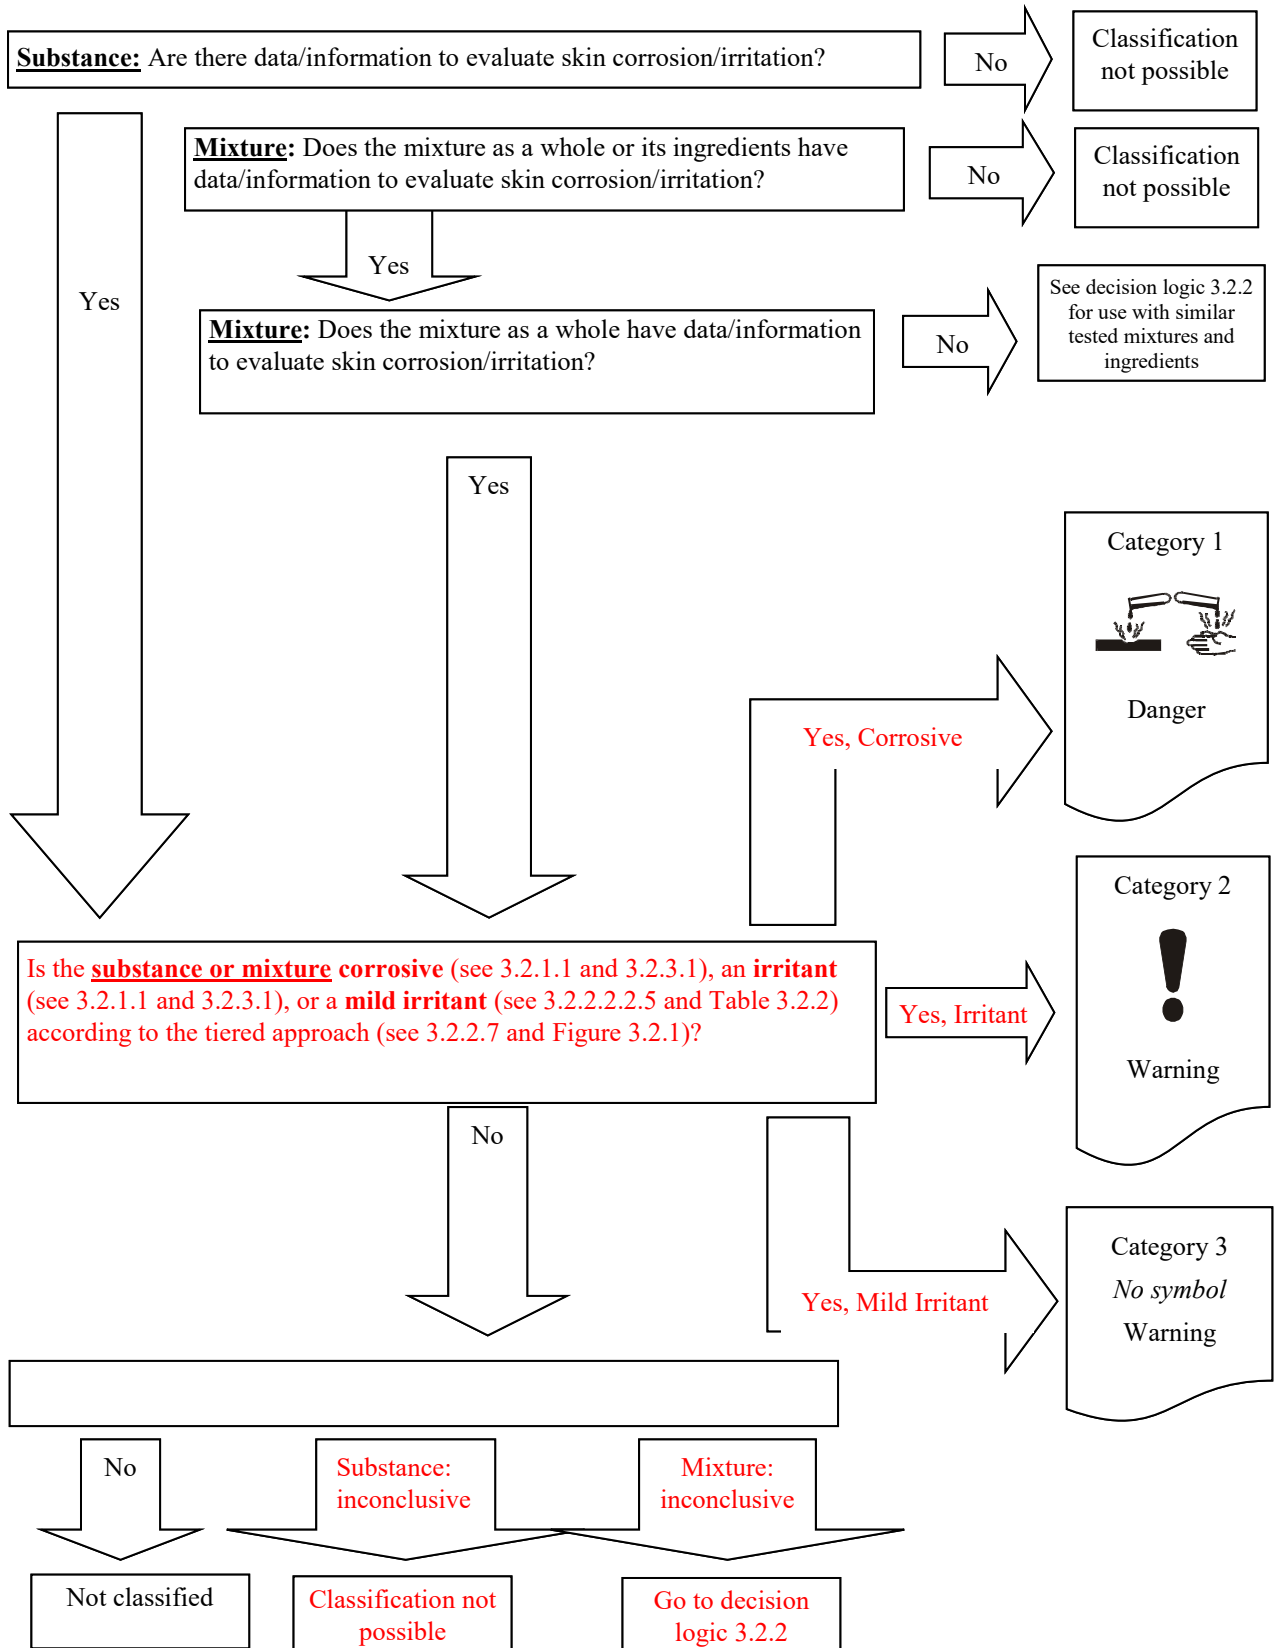 Substance: Are there data/information to evaluate skin corrosion/irritation?
No
Classification
not possible
Mixture: Does the mixture as a whole or its ingredients have
data/information to evaluate skin corrosion/irritation?
No
Classification
not possible
Yes
Yes
Mixture: Does the mixture as a whole have data/information
to evaluate skin corrosion/irritation?
No
See decision logic 3.2.2
for use with similar
tested mixtures and
ingredients
Yes
Category 1
Danger
Yes, Corrosive
Is the substance or mixture corrosive (see 3.2.1.1 and 3.2.3.1), an irritant
(see 3.2.1.1 and 3.2.3.1), or a mild irritant (see 3.2.2.2.2.5 and Table 3.2.2)
according to the tiered approach (see 3.2.2.7 and Figure 3.2.1)?
Yes, Irritant
Category 2
Warning
No
Yes, Mild Irritant
Category 3
No symbol
Warning
No
Substance:
inconclusive
Mixture:
inconclusive
Not classified
Classification not
possible
Go to decision
logic 3.2.2